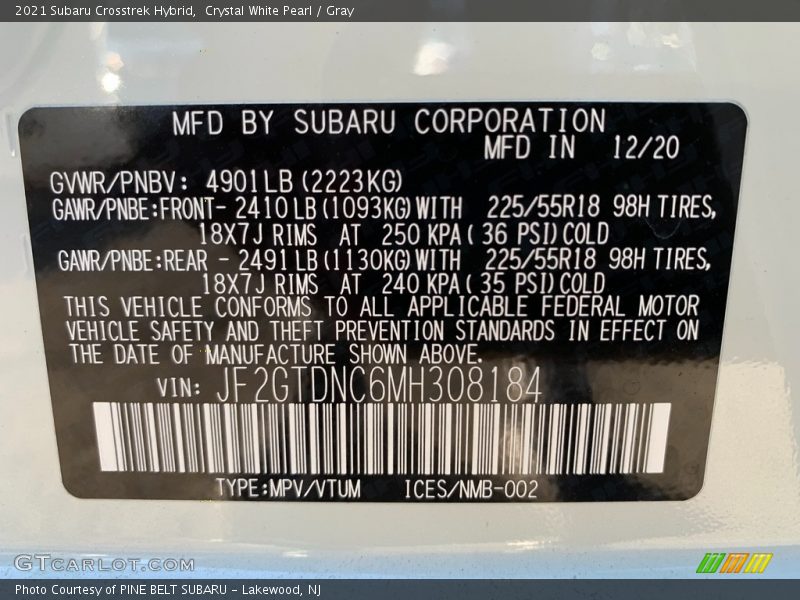 2021 Subaru Crosstrek Hybrid,  Crystal White Pearl / Gray
MFD BY SUBARU CORPORATION
MFD IN 12/20
GVWR/PNBV: 4901LB(2223KG)
GAWR/PNBE:FRONT- 2410LB(1093KG)WITH 225/55R18 98H TIRES,
18X7J RIMS AT 250 KPA( 36 PSI)COLD
GAWR/PNBE:REAR - 2491LB(1130KG)WITH 225/55R18 98H TIRES,
18X7J RIMS AT 240 KPA( 35 PSI)COLD
THIS VEHICLE CONFORMS TO ALL APPLICABLE FEDERAL MOTOR
VEHICLE SAFETY AND THEFT PREVENTION STANDARDS IN EFFECT ON
THE DATE OF MANUFACTURE SHOWN ABOVE.
VIN: JF2GTDNC6MH308184
TYPE:MPV/VTUM ICES/NMB-002
GTCARLOT.COM
Photo Courtesy of PINE BELT SUBARU - Lakewood, NJ